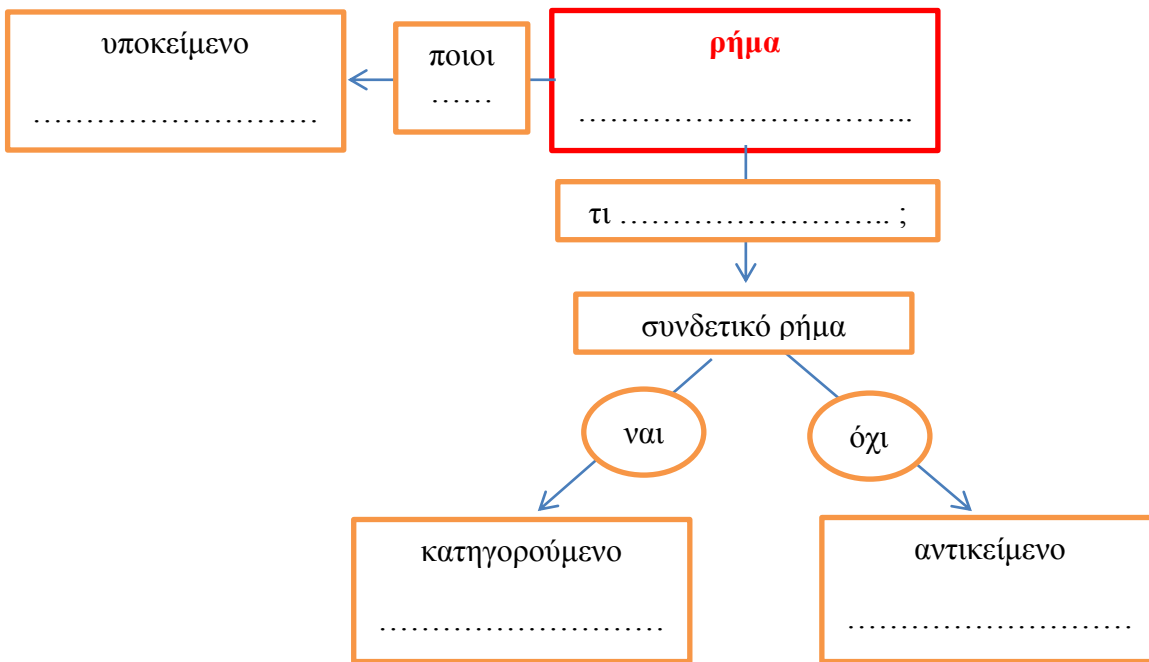 υποκείμενο
………………………
ποιοι
……
ρήμα
…………………………..
τι …………………….. ;
συνδετικό ρήμα
ναι
όχι
κατηγορούμενο
………………………
αντικείμενο
………………………